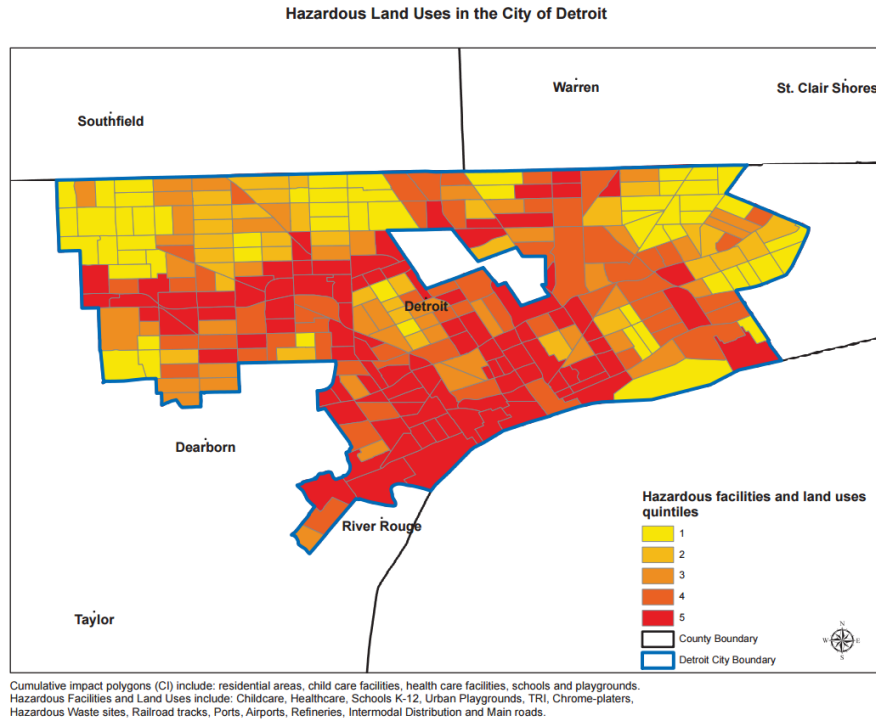 Hazardous Land Uses in the City of Detroit
Warren
St. Clair Shores
Southfield
Detroit
Dearborn
River Rouge
Taylor
Hazardous facilities and land uses
quintiles
1
2
3
4
5
County Boundary
Detroit City Boundary
N
W E
S
Cumulative impact polygons (CI) include: residential areas, child care facilities, health care facilities, schools and playgrounds.
Hazardous Facilities and Land Uses include: Childcare, Healthcare, Schools K-12, Urban Playgrounds, TRI, Chrome-platers,
Hazardous Waste sites, Railroad tracks, Ports, Airports, Refineries, Intermodal Distribution and Main roads.